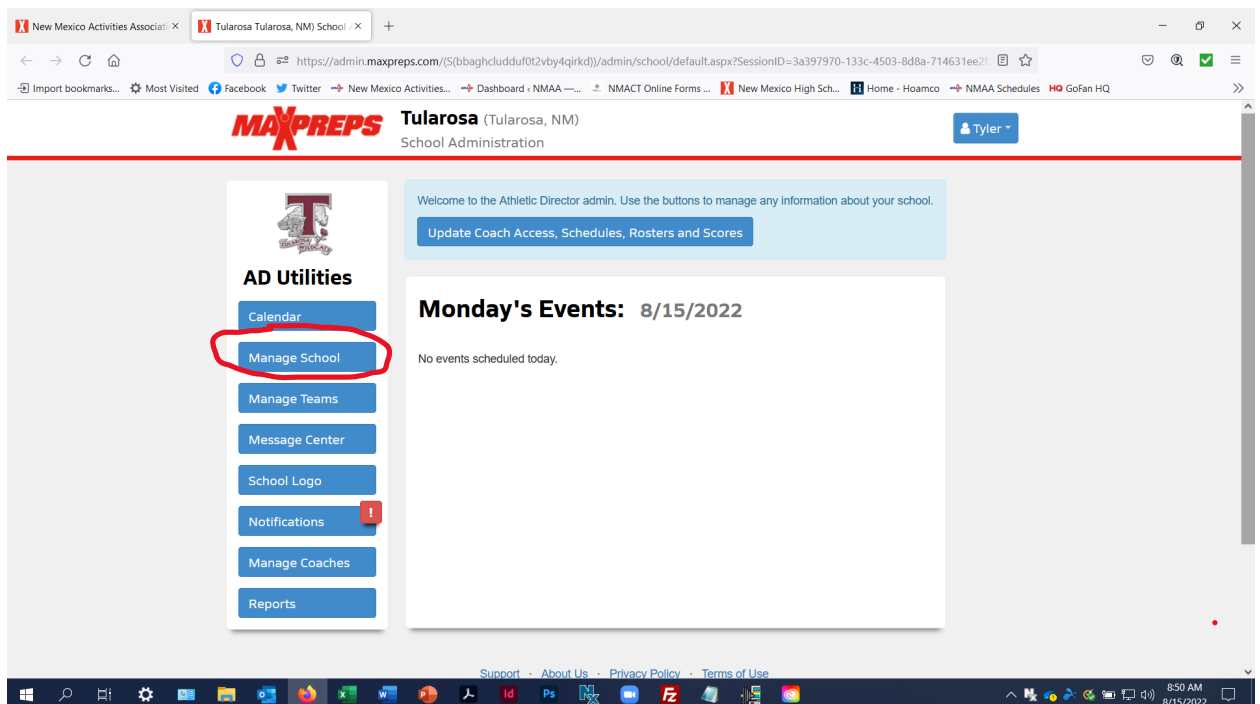 New Mexico Activities Associati
Tularosa Tularosa, NM) School A
https://admin.maxpreps.com/(S(bbaghcludduf0t2vby4qirkd))/admin/school/default.aspx?SessionID=3a397970-133c-4503-8d8a-714631ee2f
Import bookmarks... Most Visited Facebook Twitter New Mexico Activities... Dashboard ‹ NMAA —... NMACT Online Forms ... New Mexico High Sch... Home - Hoamco NMAA Schedules HQ GoFan HQ
MAXPREPS
Tularosa (Tularosa, NM)
School Administration
Tyler
T
AD Utilities
Calendar
Manage School
Manage Teams
Message Center
School Logo
Notifications
!
Manage Coaches
Reports
Welcome to the Athletic Director admin. Use the buttons to manage any information about your school.
Update Coach Access, Schedules, Rosters and Scores
Monday's Events: 8/15/2022
No events scheduled today.
Support · About Us · Privacy Policy · Terms of Use
8:50 AM
8/15/2022